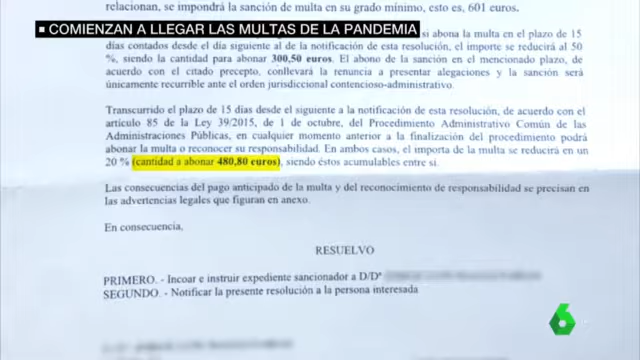 relacionan, se impondrá la sanción de multa en su grado mínimo, esto es, 601 euros.
COMIENZAN A LLEGAR LAS MULTAS DE LA PANDEMIA
si abona la multa en el plazo de 15
días contados desde el día siguiente al de la notificación de esta resolución, el importe se reducirá al 50
%, siendo la cantidad para abonar 300,50 euros. El abono de la sanción en el mencionado plazo, de
acuerdo con el citado precepto, conllevará la renuncia a presentar alegaciones y la sanción será
únicamente recurrible ante el orden jurisdiccional contencioso-administrativo.
Transcurrido el plazo de 15 días desde el siguiente a la notificación de esta resolución, de acuerdo con el
artículo 85 de la Ley 39/2015, de 1 de octubre, del Procedimiento Administrativo Común de las
Administraciones Públicas, en cualquier momento anterior a la finalización del procedimiento podrá
abonar la multa o reconocer su responsabilidad. En ambos casos, el importa de la multa se reducirá en un
20 % (cantidad a abonar 480,80 euros), siendo éstos acumulables entre si.
Las consecuencias del pago anticipado de la multa y del reconocimiento de responsabilidad se precisan en
las advertencias legales que figuran en anexo.
En consecuencia,
RESUELVO
PRIMERO. - Incoar e instruir expediente sancionador a D/Dª
SEGUNDO. - Notificar la presente resolución a la persona interesada
6